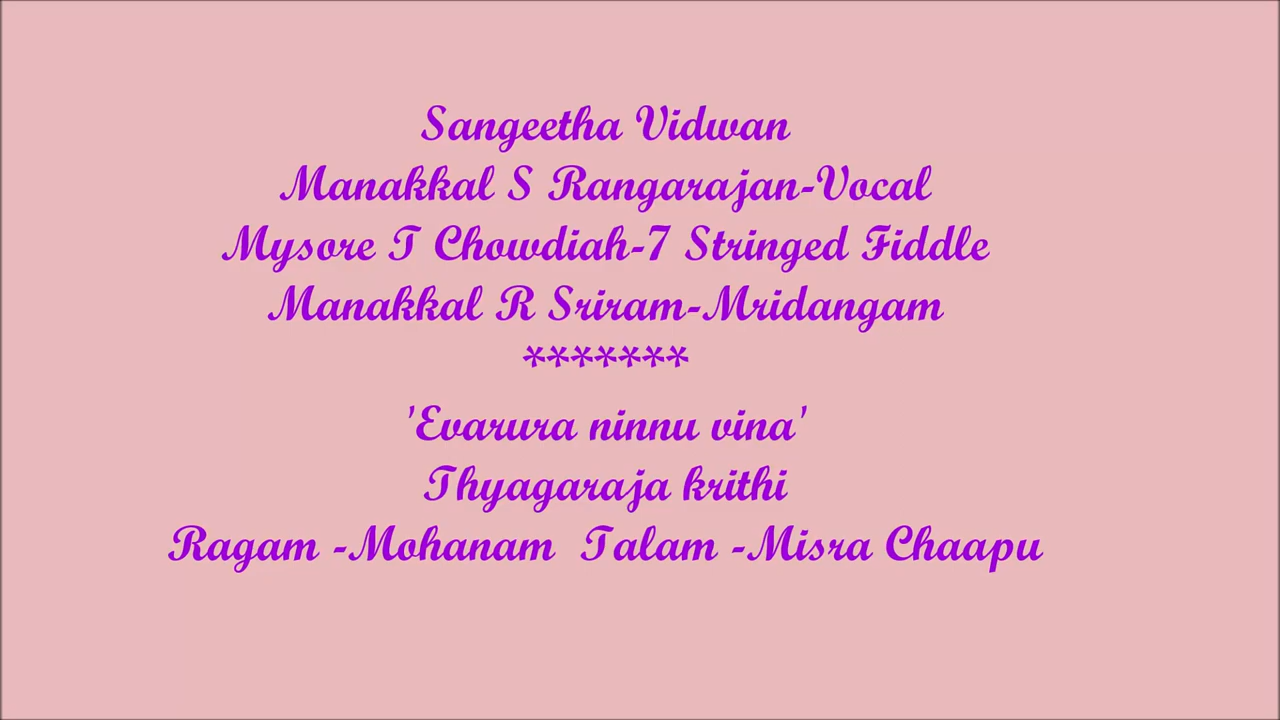 Sangeetha Vidwan
Manakkal S Rangarajan-Vocal
Mysore T Chowdiah-7 Stringed Fiddle
Manakkal R Sriram-Mridangam
*******
'Evarura ninnu vina'
Thyagaraja krithi
Ragam -Mohanam  Talam -Misra Chaapu